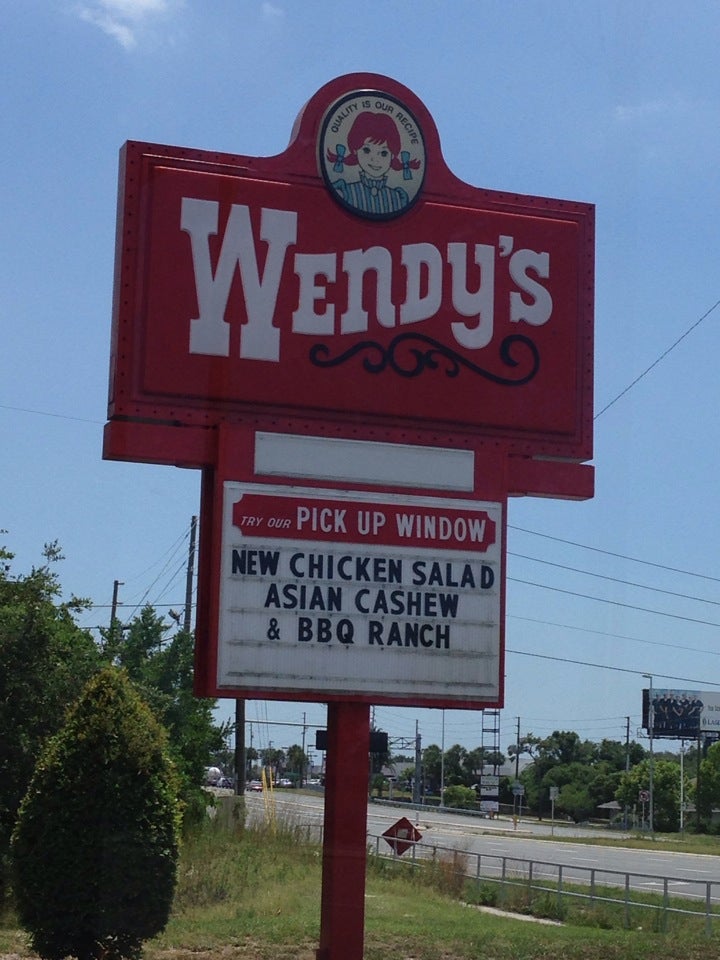 QUALITY IS OUR RECIPE
Wendy's
TRY OUR PICK UP WINDOW
NEW CHICKEN SALAD
ASIAN CASHEW
& BBQ RANCH